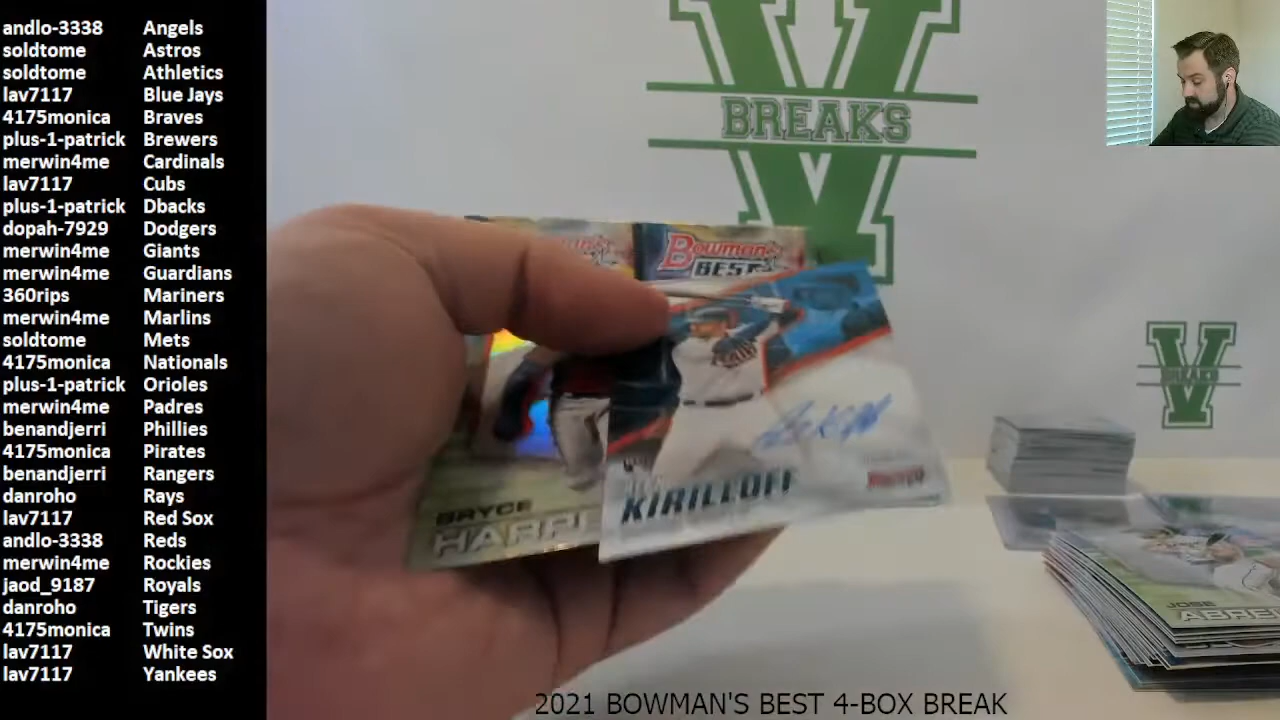 andlo-3338 Angels
soldtome Astros
soldtome Athletics
lav7117 Blue Jays
4175monica Braves
plus-1-patrick Brewers
merwin4me Cardinals
lav7117 Cubs
plus-1-patrick Dbacks
dopah-7929 Dodgers
merwin4me Giants
merwin4me Guardians
360rips Mariners
merwin4me Marlins
soldtome Mets
4175monica Nationals
plus-1-patrick Orioles
merwin4me Padres
benandjerri Phillies
4175monica Pirates
benandjerri Rangers
danroho Rays
lav7117 Red Sox
andlo-3338 Reds
merwin4me Rockies
jaod_9187 Royals
danroho Tigers
4175monica Twins
lav7117 White Sox
lav7117 Yankees
V
BREAKS
V
BREAKS
BOWMAN'S
BEST
KIRILLOFF
BRYCE
HARPE
JOSE
ABRE
2021 BOWMAN'S BEST 4-BOX BREAK